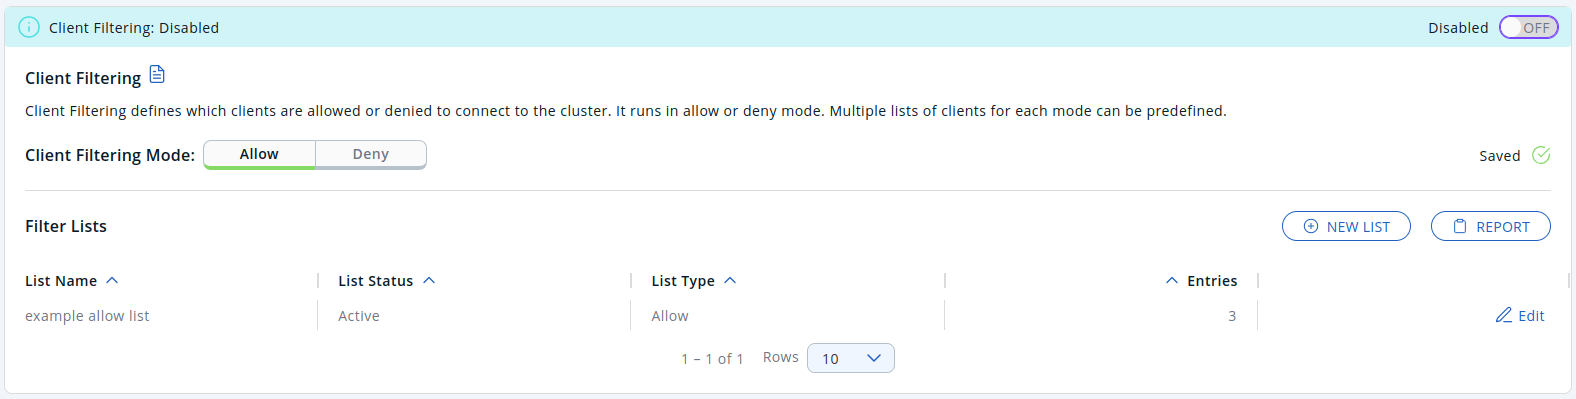 Client Filtering: Disabled
Disabled OFF
Client Filtering
Client Filtering defines which clients are allowed or denied to connect to the cluster. It runs in allow or deny mode. Multiple lists of clients for each mode can be predefined.
Client Filtering Mode: Allow Deny
Saved
Filter Lists
NEW LIST REPORT
List Name List Status List Type Entries
example allow list Active Allow 3 Edit
1 – 1 of 1 Rows 10